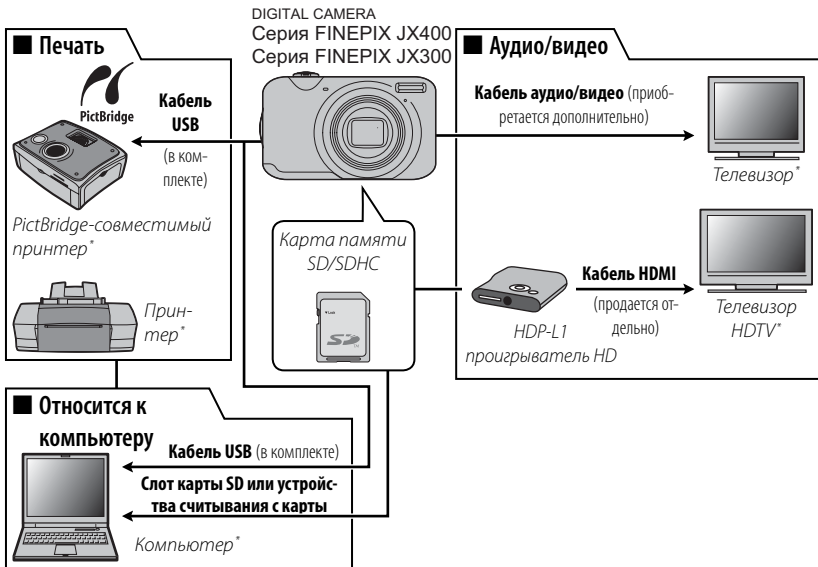 DIGITAL CAMERA
Серия FINEPIX JX400
Серия FINEPIX JX300
■ Печать
PictBridge
Кабель
USB
(в ком-
плекте)
PictBridge-совместимый
принтер*
Прин-
тер*
■ Аудио/видео
Кабель аудио/видео (приоб-
ретается дополнительно)
Телевизор*
Карта памяти
SD/SDHC
Lock
SD
TM
HDP-L1
проигрыватель HD
Кабель HDMI
(продается от-
дельно)
Телевизор
HDTV*
■ Относится к
компьютеру
Кабель USB (в комплекте)
Слот карты SD или устройс-
тва считывания с карты
Компьютер*